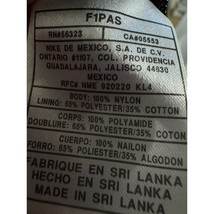 F1PAS
RN#56323 CA#05553
NIKE DE MEXICO, S.A. DE C.V.
ONTARIO #1107, COL. PROVIDENCIA
GUADALAJARA, JALISCO 44630
MEXICO
RFC# NME 920220 KL4
BODY: 100% NYLON
LINING: 65% POLYESTER/35% COTTON
CORPS: 100% POLYAMIDE
DOUBLURE: 65% POLYESTER/35% COTON
CUERPO: 100% NAILON
FORRO: 65% POLIESTER/35% ALGODON
FABRIQUE EN SRI LANKA
HECHO EN SRI LANKA
MADE IN SRI LANKA